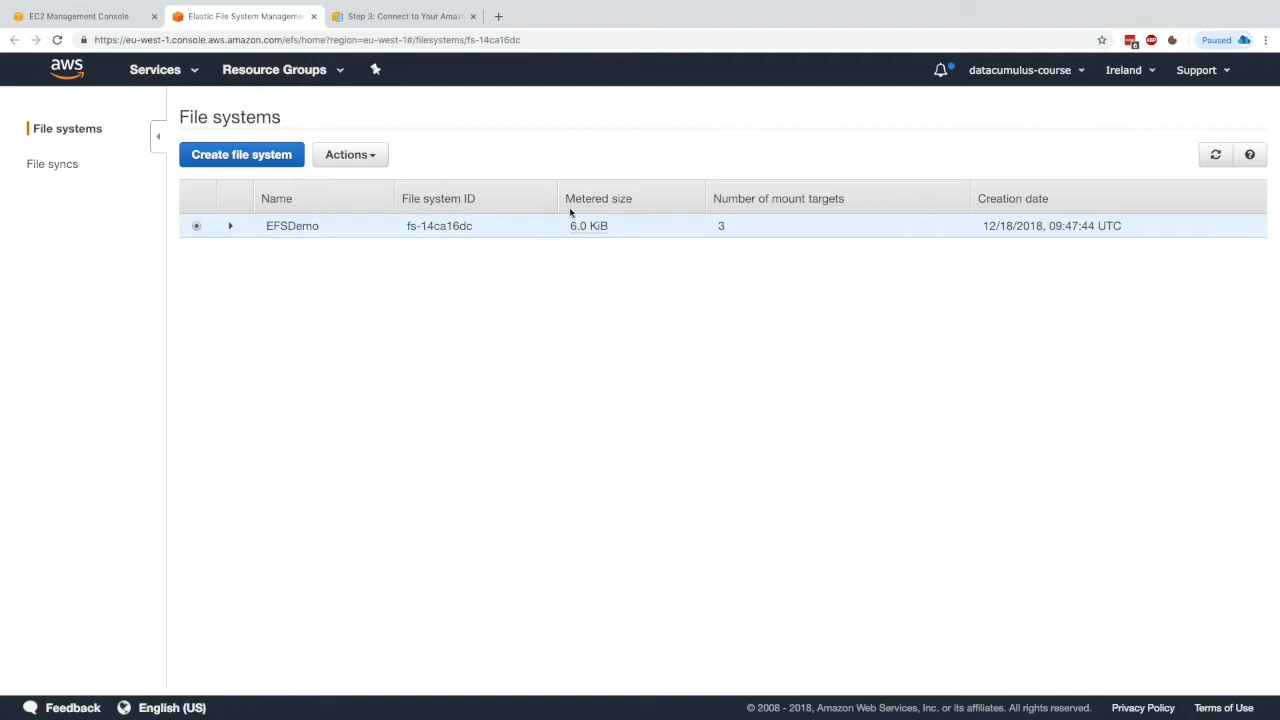 EC2 Management Console
Elastic File System Manageme
Step 3: Connect to Your Amaz
https://eu-west-1.console.aws.amazon.com/efs/home?region=eu-west-1#/filesystems/fs-14ca16dc
ABP
Paused
aws
Services
Resource Groups
datacumulus-course
Ireland
Support
File systems
File syncs
File systems
Create file system
Actions
Name
File system ID
Metered size
Number of mount targets
Creation date
EFSDemo
fs-14ca16dc
6.0 KiB
3
12/18/2018, 09:47:44 UTC
Feedback
English (US)
© 2008 - 2018, Amazon Web Services, Inc. or its affiliates. All rights reserved.
Privacy Policy
Terms of Use